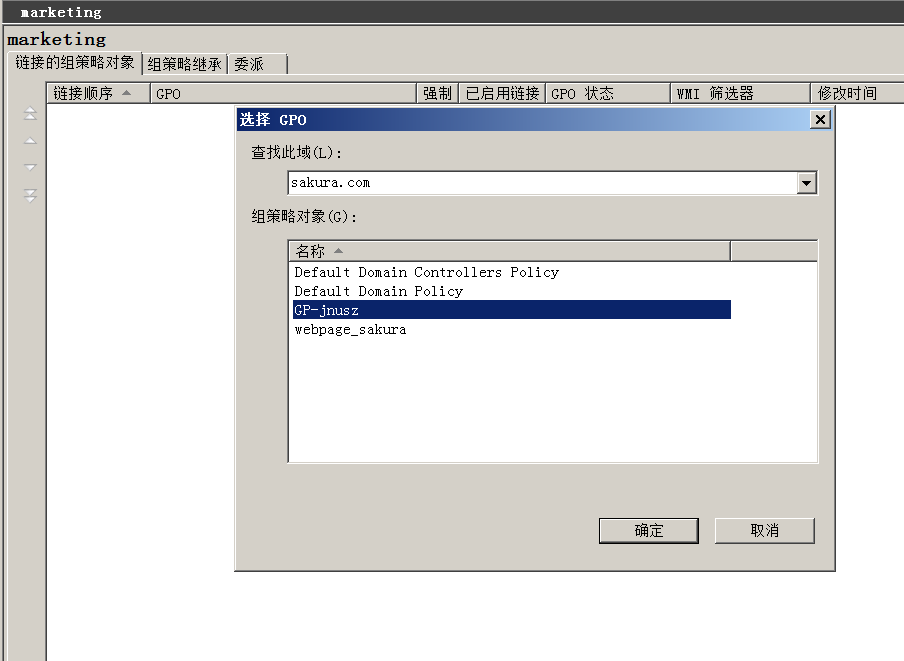 marketing
marketing
链接的组策略对象 组策略继承 委派
链接顺序 GPO 强制 已启用链接 GPO 状态 WMI 筛选器 修改时间
选择 GPO
查找此域(L):
sakura.com
组策略对象(G):
名称
Default Domain Controllers Policy
Default Domain Policy
GP-jnusz
webpage_sakura
确定 取消